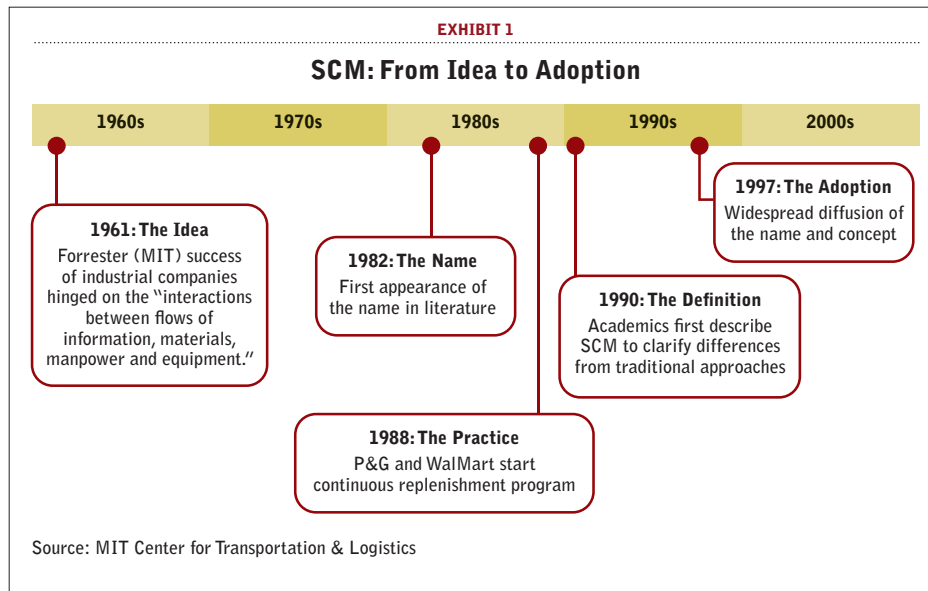 EXHIBIT 1
SCM: From Idea to Adoption
1960s 1970s 1980s 1990s 2000s
1961: The Idea
Forrester (MIT) success
of industrial companies
hinged on the “interactions
between flows of
information, materials,
manpower and equipment.”
1982: The Name
First appearance of
the name in literature
1988: The Practice
P&G and WalMart start
continuous replenishment program
1990: The Definition
Academics first describe
SCM to clarify differences
from traditional approaches
1997: The Adoption
Widespread diffusion of
the name and concept
Source: MIT Center for Transportation & Logistics